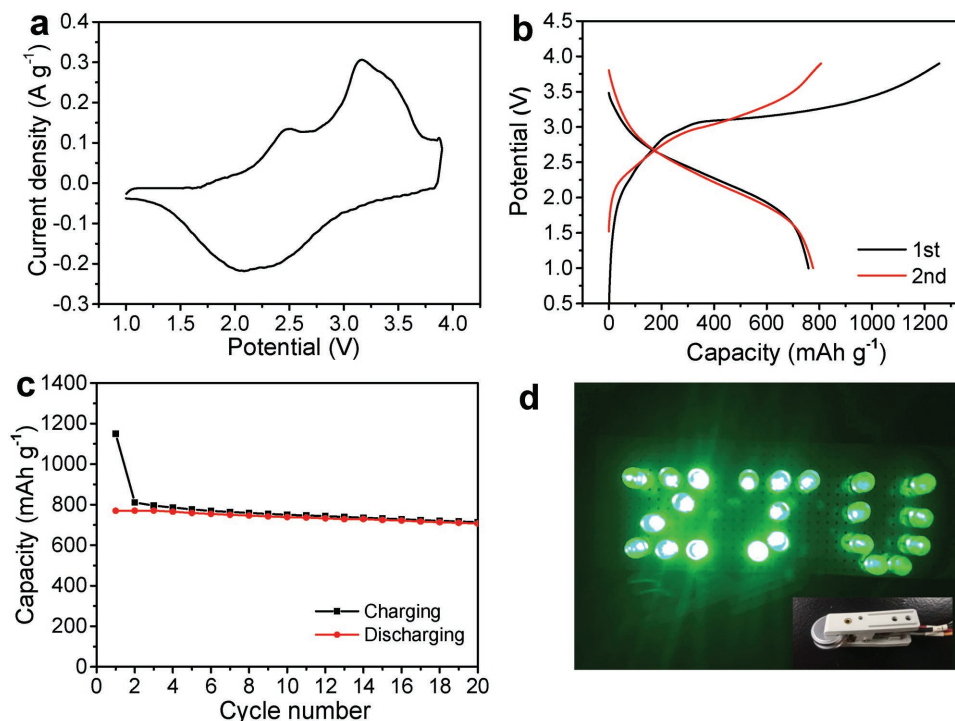 a
Current density (A g⁻¹)
0.4
0.3
0.2
0.1
0.0
-0.1
-0.2
-0.3
1.0 1.5 2.0 2.5 3.0 3.5 4.0
Potential (V)
b
Potential (V)
4.5
4.0
3.5
3.0
2.5
2.0
1.5
1.0
0.5
1st
2nd
0 200 400 600 800 1000 1200
Capacity (mAh g⁻¹)
c
Capacity (mAh g⁻¹)
1400
1200
1000
800
600
400
200
0
Charging
Discharging
0 2 4 6 8 10 12 14 16 18 20
Cycle number
d
ZJU